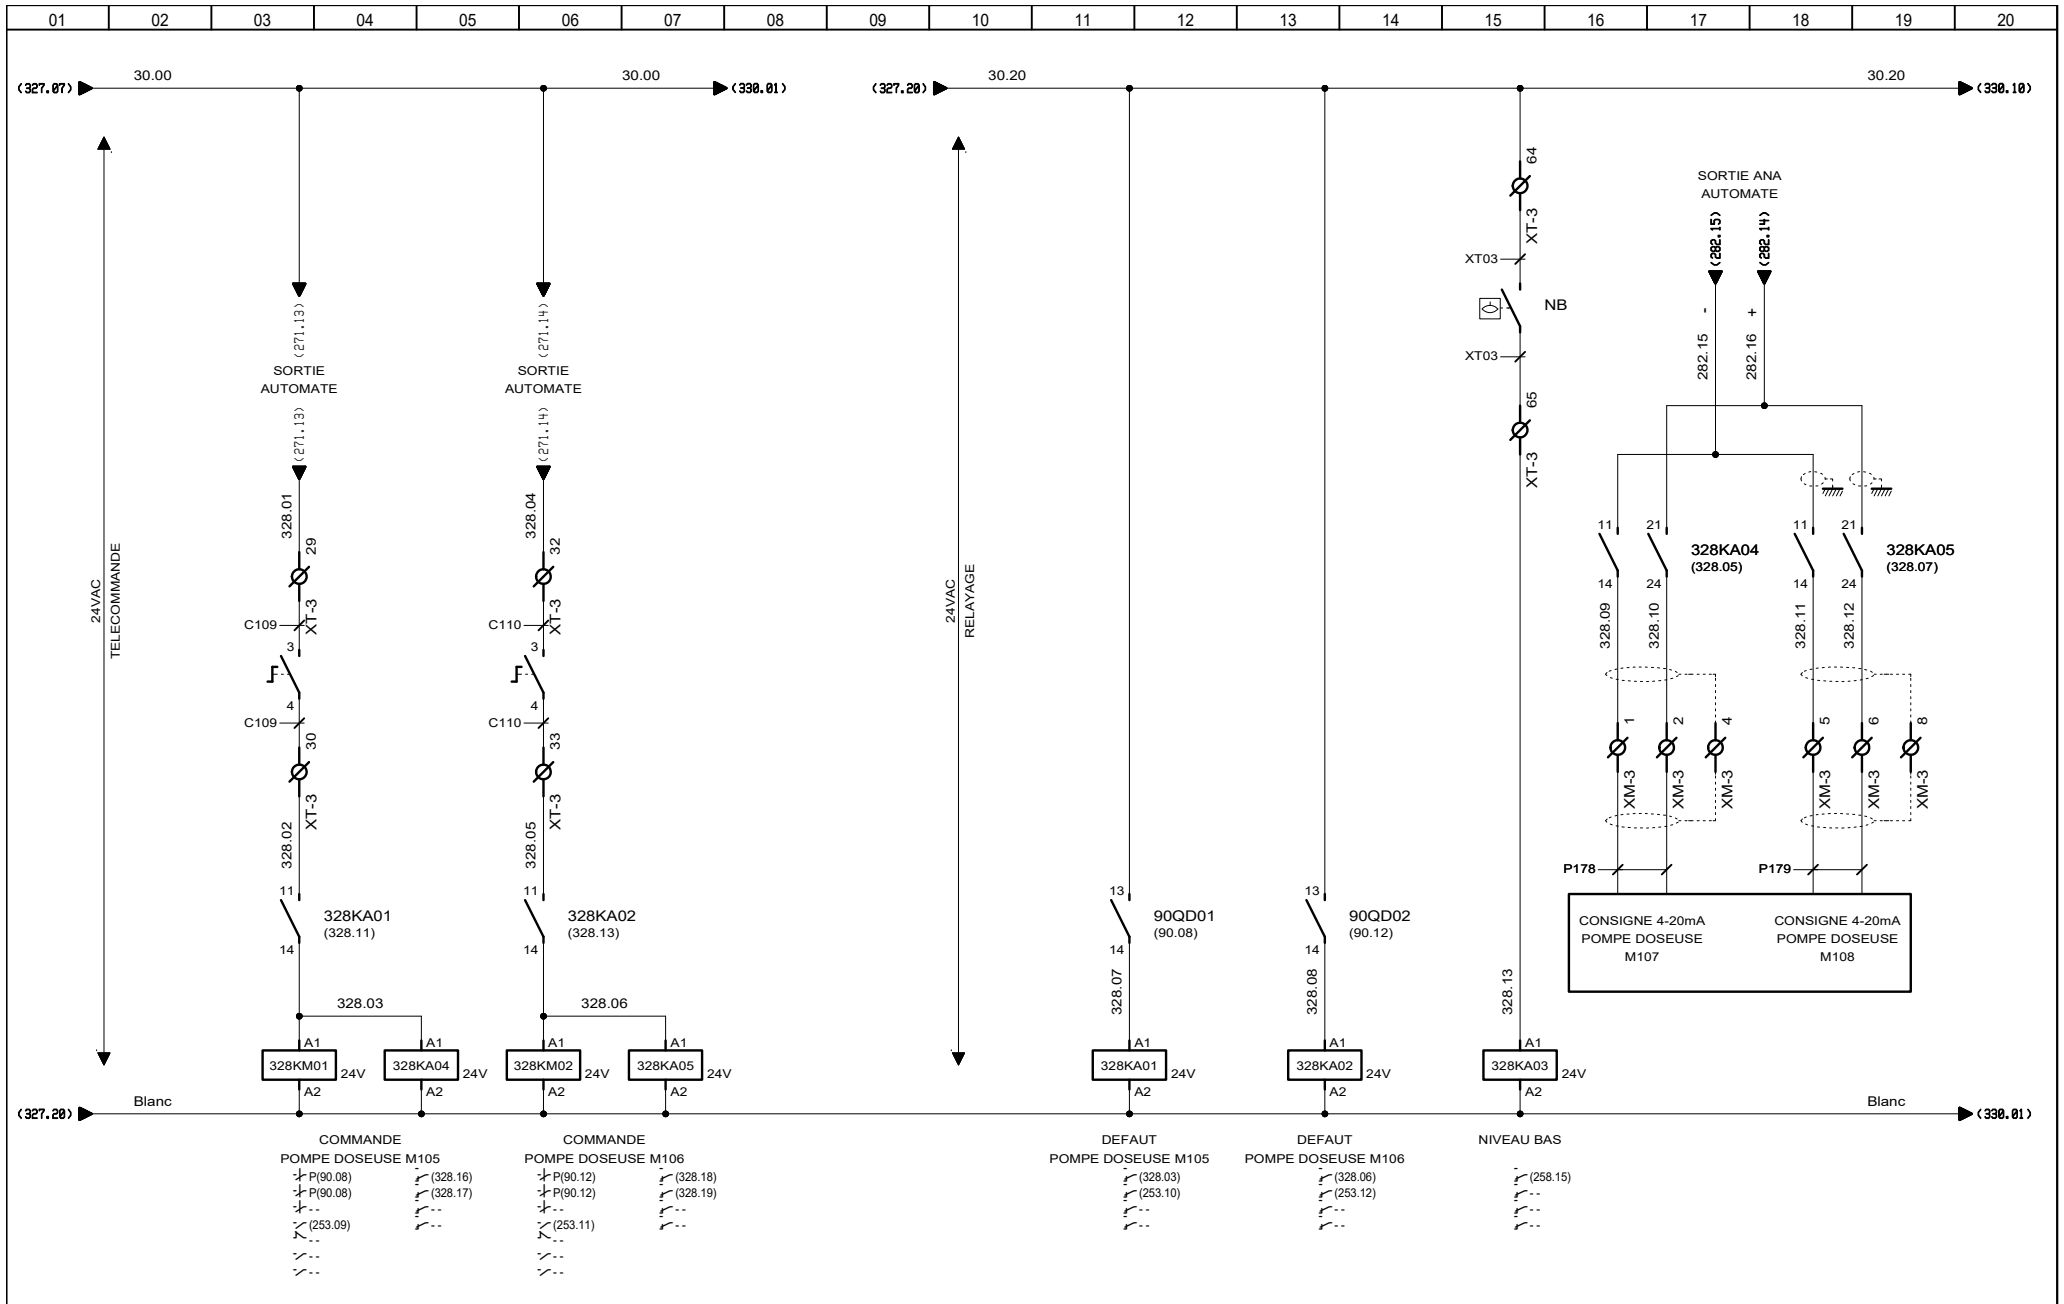 01 02 03 04 05 06 07 08 09 10 11 12 13 14 15 16 17 18 19 20
30.00 30.00 30.20 30.20
(327.07) (330.01) (327.20) (330.10)
24VAC
TELECOMMANDE
(271.13)
SORTIE
AUTOMATE
(271.13)
328.01
29
XT-3
C109
3
4
C109
30
XT-3
328.02
11
328KA01
(328.11)
14
328.03
(271.14)
SORTIE
AUTOMATE
(271.14)
328.04
32
XT-3
C110
3
4
C110
33
XT-3
328.05
11
328KA02
(328.13)
14
328.06
24VAC
RELAYAGE
13
90QD01
(90.08)
14
328.07
13
90QD02
(90.12)
14
328.08
64
XT-3
XT03
NB
XT03
65
XT-3
328.13
SORTIE ANA
AUTOMATE
(282.15) (282.14)
- +
282.15 282.16
11 21
328KA04
(328.05)
14 24
328.09 328.10
11 21
328KA05
(328.07)
14 24
328.11 328.12
1 2 4 5 6 8
XM-3 XM-3 XM-3 XM-3 XM-3 XM-3
P178 P179
CONSIGNE 4-20mA
POMPE DOSEUSE
M107
CONSIGNE 4-20mA
POMPE DOSEUSE
M108
A1 A1 A1 A1 A1 A1 A1
328KM01 24V 328KA04 24V 328KM02 24V 328KA05 24V 328KA01 24V 328KA02 24V 328KA03 24V
A2 A2 A2 A2 A2 A2 A2
(327.20) Blanc Blanc (330.01)
COMMANDE
POMPE DOSEUSE M105
P(90.08) (328.16)
P(90.08) (328.17)
-- --
(253.09) --
--
--
--
COMMANDE
POMPE DOSEUSE M106
P(90.12) (328.18)
P(90.12) (328.19)
-- --
(253.11) --
--
--
--
DEFAUT
POMPE DOSEUSE M105
(328.03)
(253.10)
--
--
DEFAUT
POMPE DOSEUSE M106
(328.06)
(253.12)
--
--
NIVEAU BAS
(258.15)
--
--
--